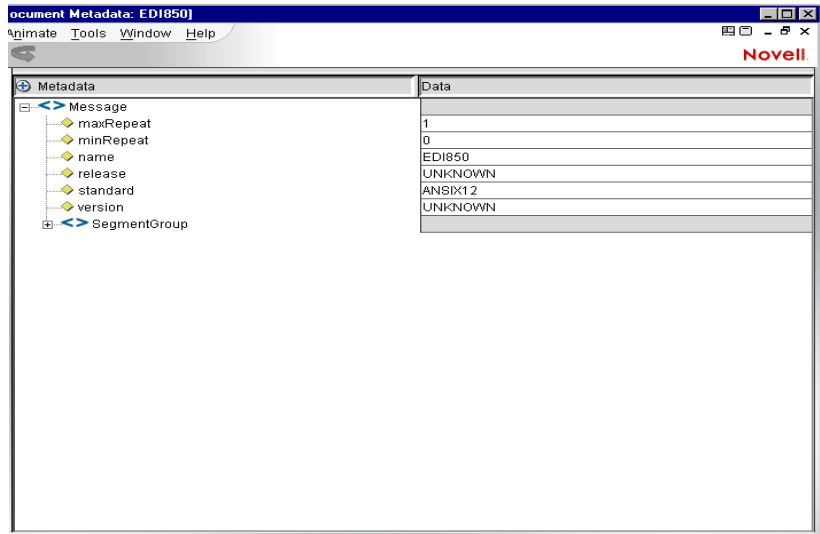 ocument Metadata: EDI850]
Animate Tools Window Help
Novell.
Metadata Data
Message
maxRepeat 1
minRepeat 0
name EDI850
release UNKNOWN
standard ANSIX12
version UNKNOWN
SegmentGroup